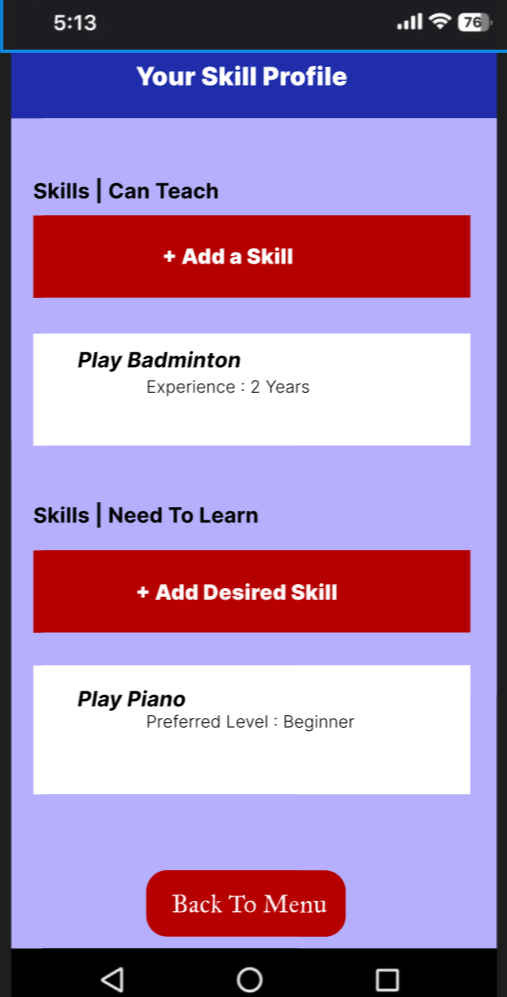 5:13
76
Your Skill Profile
Skills | Can Teach
+ Add a Skill
Play Badminton
Experience : 2 Years
Skills | Need To Learn
+ Add Desired Skill
Play Piano
Preferred Level : Beginner
Back To Menu